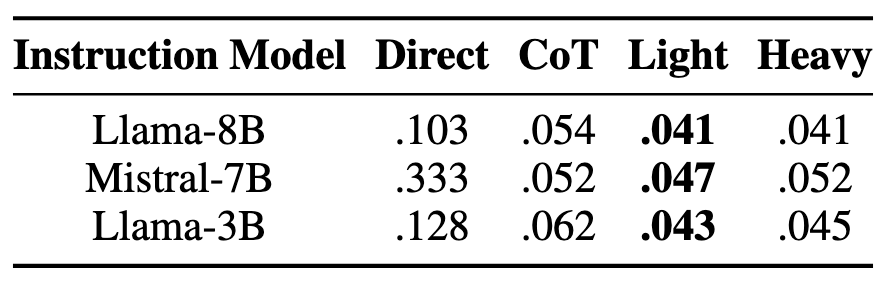 Instruction Model Direct CoT Light Heavy
Llama-8B .103 .054 .041 .041
Mistral-7B .333 .052 .047 .052
Llama-3B .128 .062 .043 .045